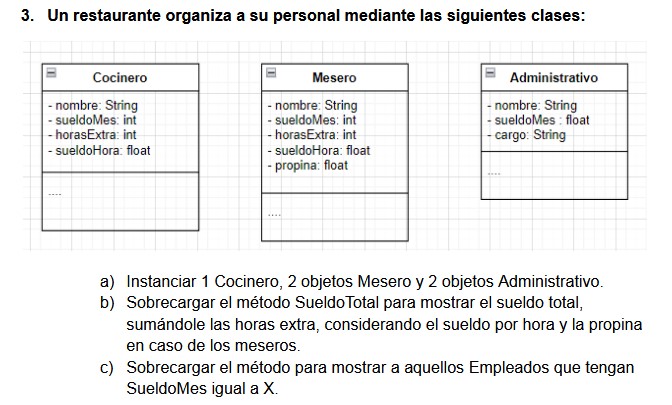 3. Un restaurante organiza a su personal mediante las siguientes clases:
Cocinero
- nombre: String
- sueldoMes: int
- horasExtra: int
- sueldoHora: float
....
Mesero
- nombre: String
- sueldoMes: int
- horasExtra: int
- sueldoHora: float
- propina: float
....
Administrativo
- nombre: String
- sueldoMes : float
- cargo: String
....
a) Instanciar 1 Cocinero, 2 objetos Mesero y 2 objetos Administrativo.
b) Sobrecargar el método SueldoTotal para mostrar el sueldo total,
sumándole las horas extra, considerando el sueldo por hora y la propina
en caso de los meseros.
c) Sobrecargar el método para mostrar a aquellos Empleados que tengan
SueldoMes igual a X.